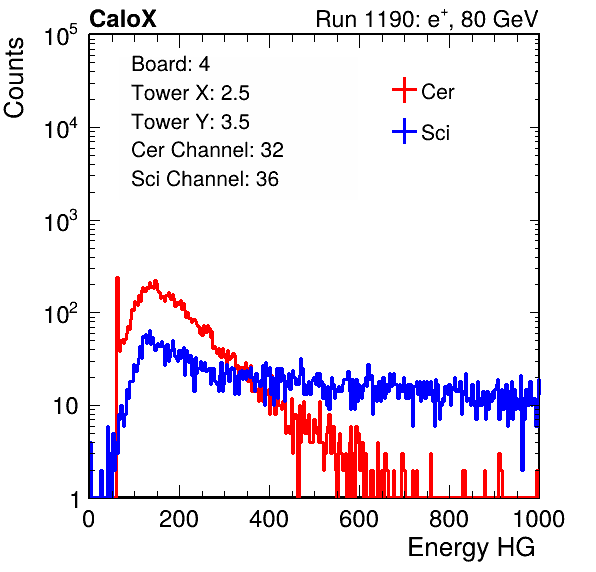 CaloX Run 1190: e⁺, 80 GeV
Counts
10⁵
10⁴
10³
10²
10
1
Board: 4
Tower X: 2.5
Tower Y: 3.5
Cer Channel: 32
Sci Channel: 36
Cer
Sci
0 200 400 600 800 1000
Energy HG